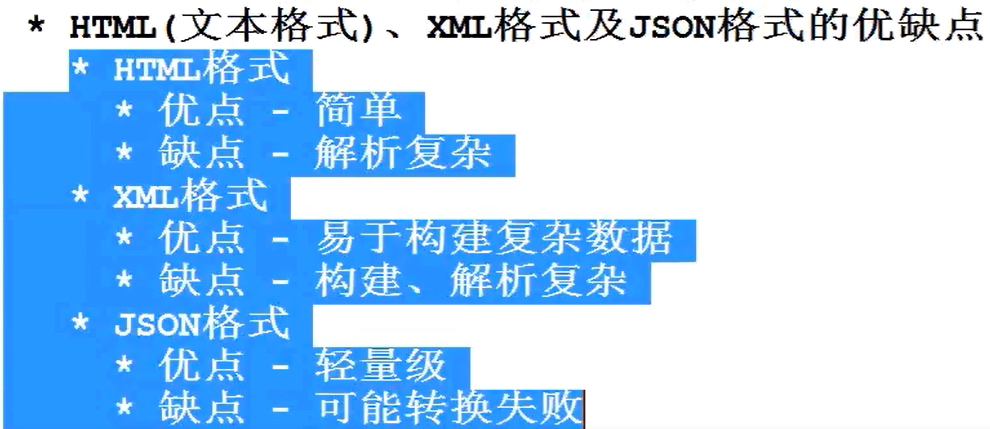 * HTML(文本格式)、XML格式及JSON格式的优缺点
* HTML格式
* 优点 - 简单
* 缺点 - 解析复杂
* XML格式
* 优点 - 易于构建复杂数据
* 缺点 - 构建、解析复杂
* JSON格式
* 优点 - 轻量级
* 缺点 - 可能转换失败